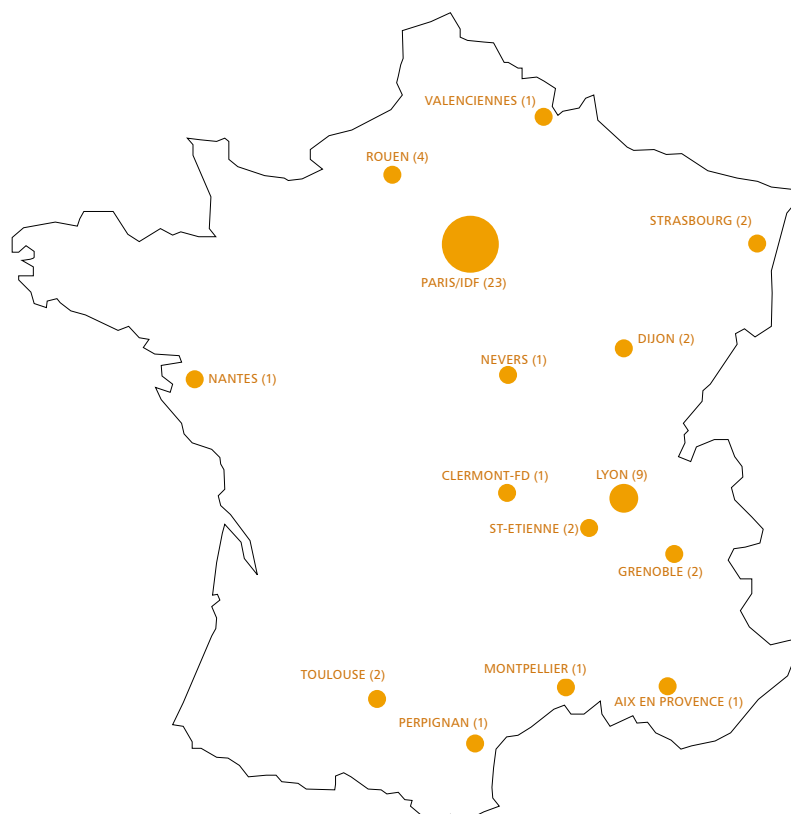 VALENCIENNES (1)
ROUEN (4)
STRASBOURG (2)
PARIS/IDF (23)
DIJON (2)
NEVERS (1)
NANTES (1)
CLERMONT-FD (1)
LYON (9)
ST-ETIENNE (2)
GRENOBLE (2)
MONTPELLIER (1)
TOULOUSE (2)
AIX EN PROVENCE (1)
PERPIGNAN (1)